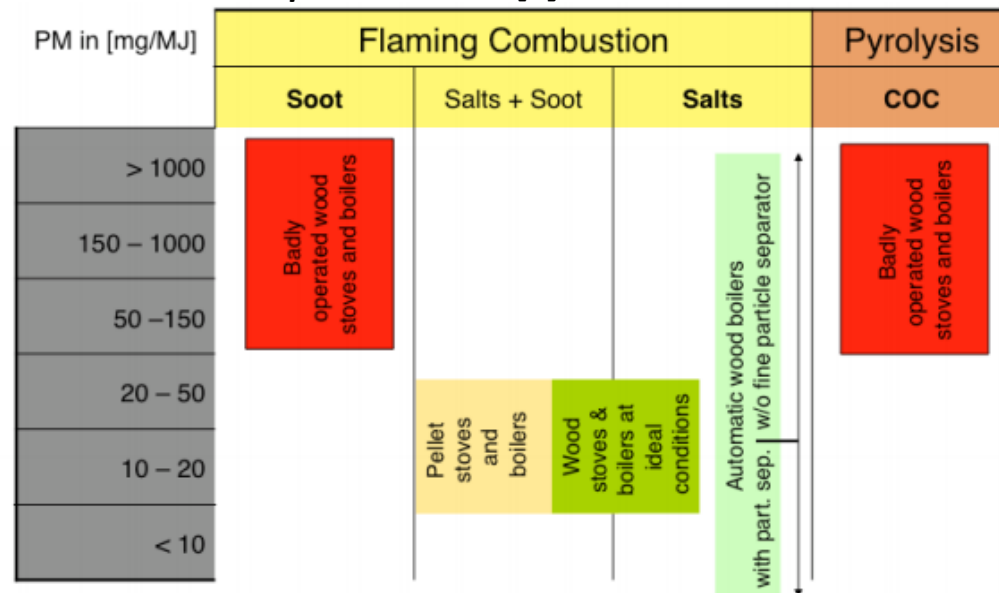 PM in [mg/MJ]
Flaming Combustion
Pyrolysis
Soot
Salts + Soot
Salts
COC
> 1000
150 – 1000
50 –150
20 – 50
10 – 20
< 10
Badly
operated wood
stoves and boilers
Pellet
stoves
and
boilers
Wood
stoves &
boilers at
ideal
conditions
Automatic wood boilers
with part. sep. w/o fine particle separator
Badly
operated wood
stoves and boilers